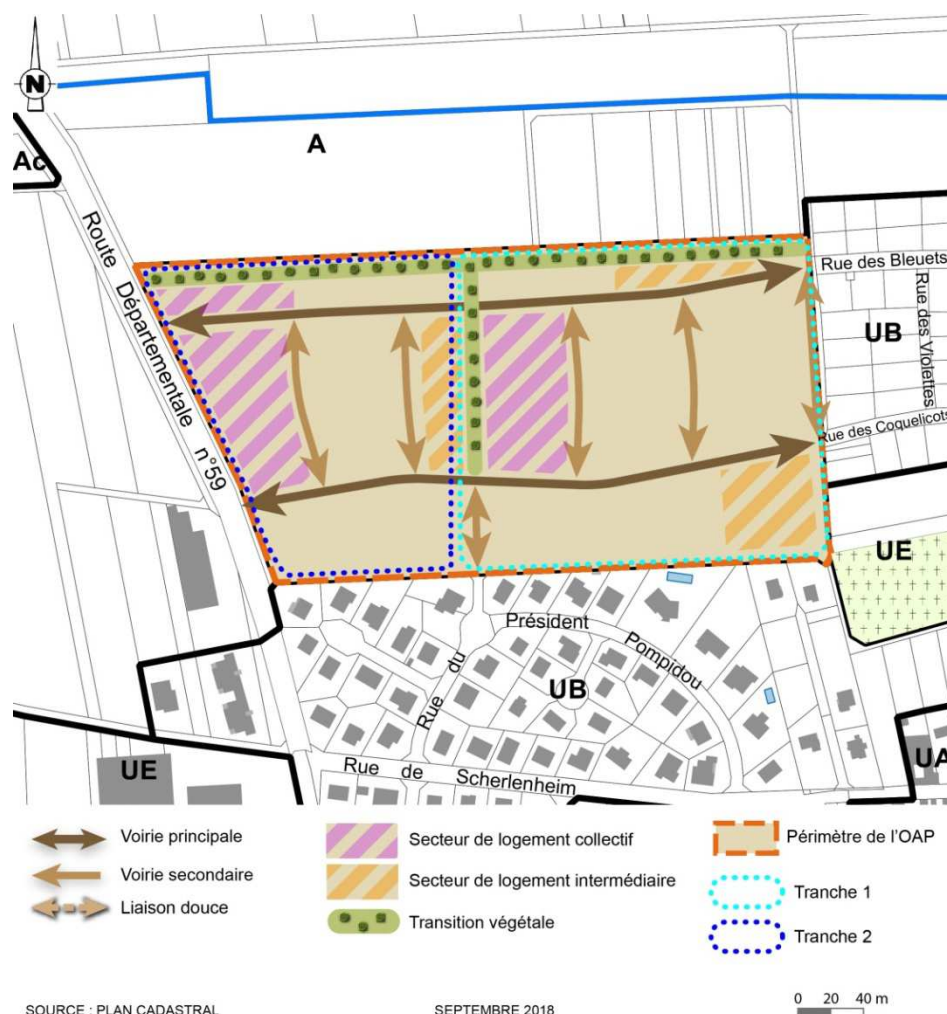 N
A
Ac
Route Départementale n°59
Rue des Bleuets
Rue des Violettes
UB
Rue des Coquelicots
UE
Rue du Président Pompidou
UB
UE
Rue de Scherlenheim
UA
Voirie principale
Voirie secondaire
Liaison douce
Secteur de logement collectif
Secteur de logement intermédiaire
Transition végétale
Périmètre de l'OAP
Tranche 1
Tranche 2
SOURCE : PLAN CADASTRAL
SEPTEMBRE 2018
0 20 40 m